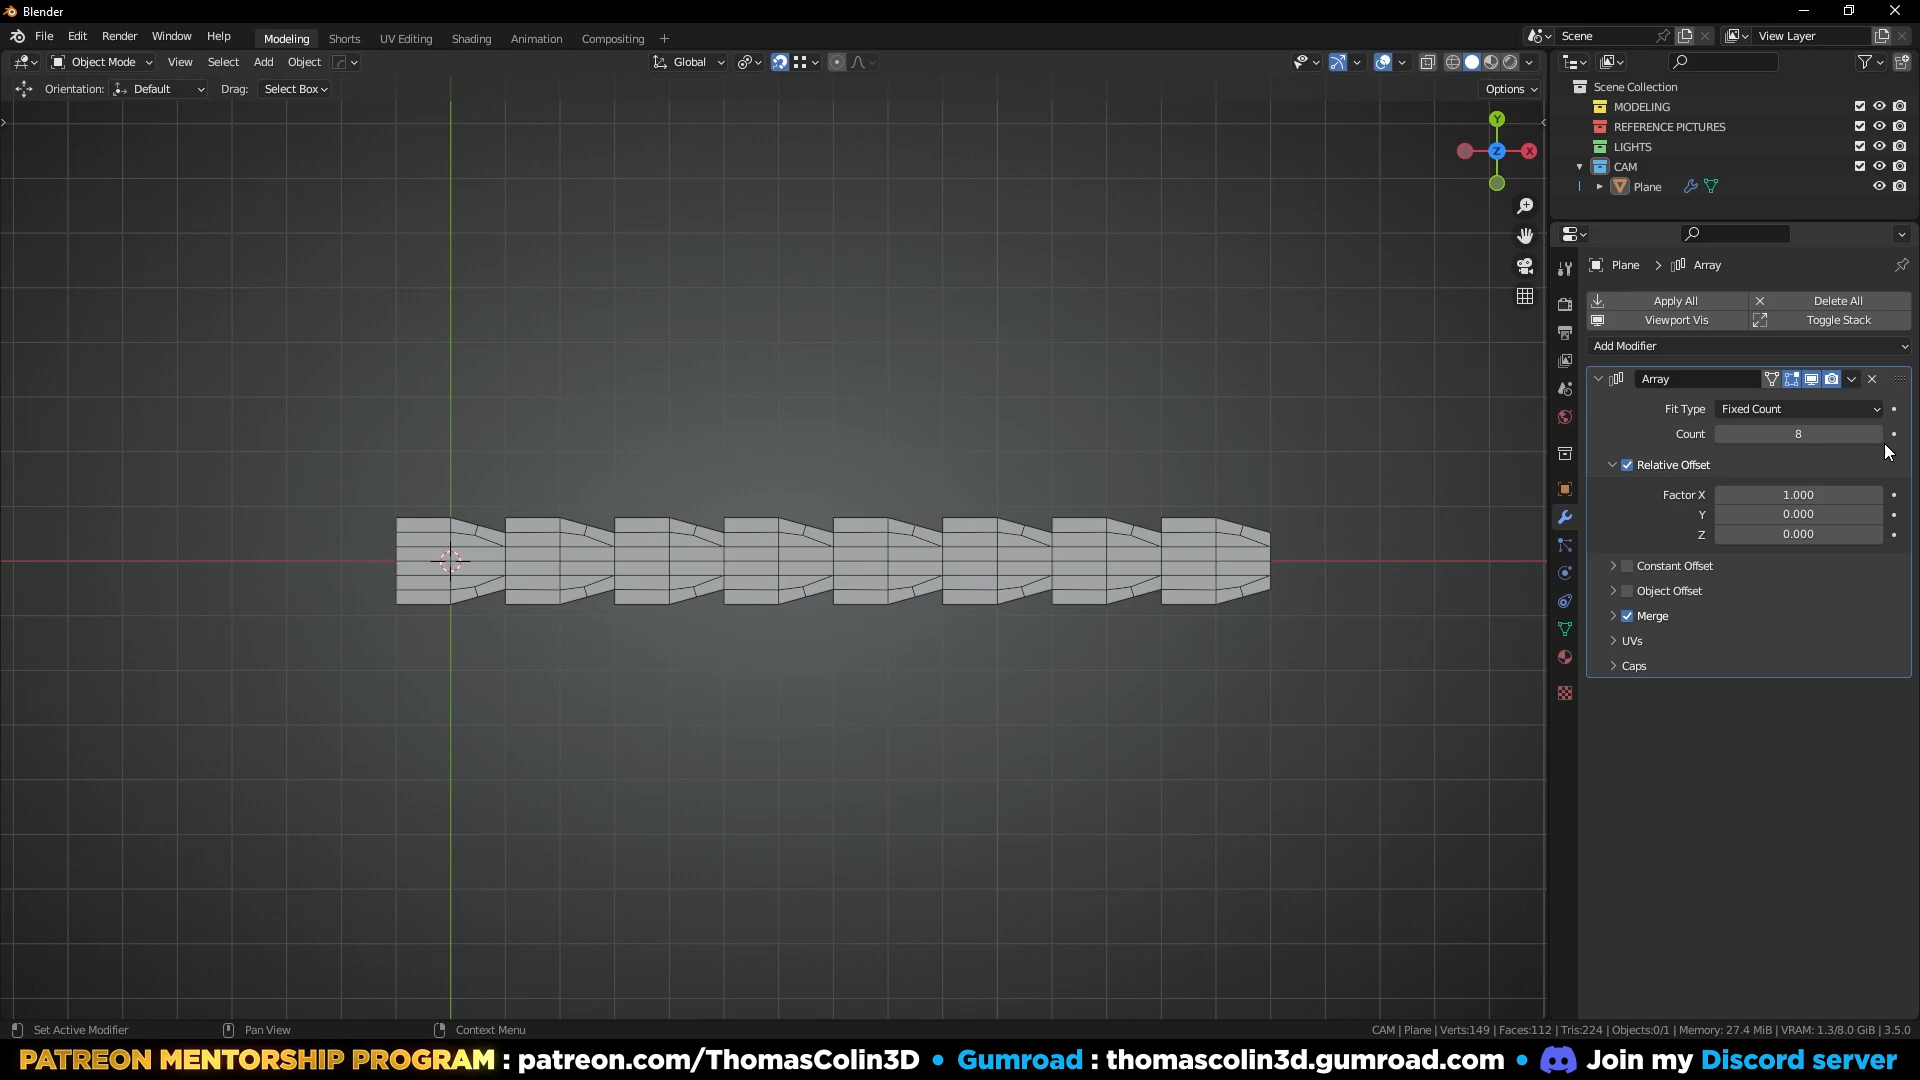 Blender
File Edit Render Window Help
Modeling Shorts UV Editing Shading Animation Compositing +
Scene
View Layer
Object Mode View Select Add Object
Global
Orientation: Default Drag: Select Box
Options
Y
Z
X
Scene Collection
MODELING
REFERENCE PICTURES
LIGHTS
CAM
Plane
Plane > Array
Apply All Delete All
Viewport Vis Toggle Stack
Add Modifier
Array
Fit Type Fixed Count
Count 8
Relative Offset
Factor X 1.000
Y 0.000
Z 0.000
Constant Offset
Object Offset
Merge
UVs
Caps
Set Active Modifier Pan View Context Menu
CAM | Plane | Verts:149 | Faces:112 | Tris:224 | Objects:0/1 | Memory: 27.4 MiB | VRAM: 1.3/8.0 GiB | 3.5.0
PATREON MENTORSHIP PROGRAM : patreon.com/ThomasColin3D • Gumroad : thomascolin3d.gumroad.com • Join my Discord server